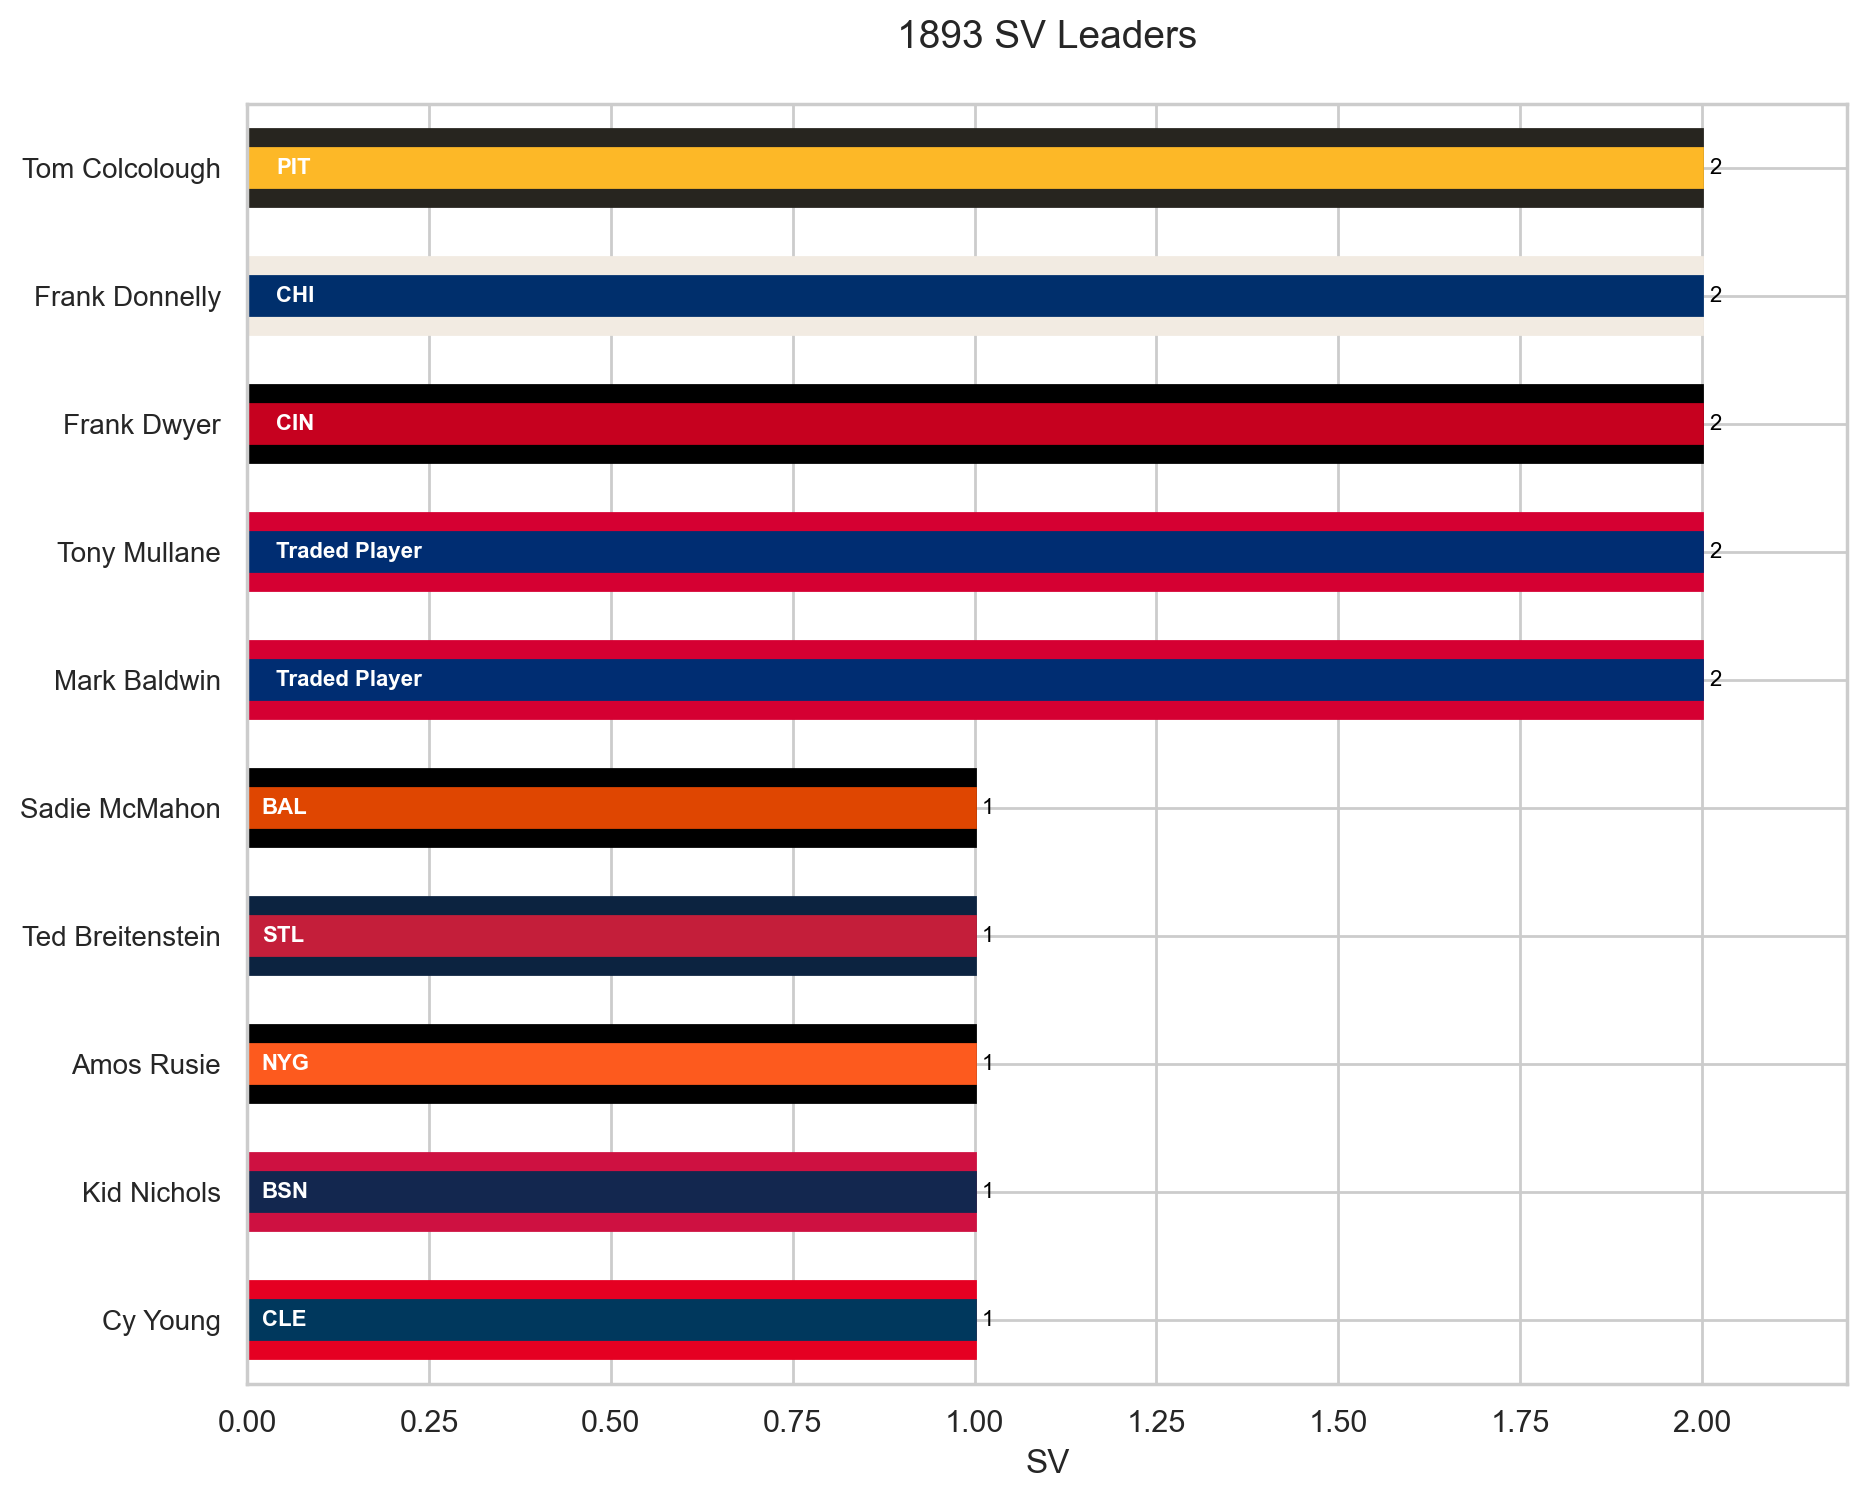 1893 SV Leaders
Tom Colcolough PIT 2
Frank Donnelly CHI 2
Frank Dwyer CIN 2
Tony Mullane Traded Player 2
Mark Baldwin Traded Player 2
Sadie McMahon BAL 1
Ted Breitenstein STL 1
Amos Rusie NYG 1
Kid Nichols BSN 1
Cy Young CLE 1
0.00 0.25 0.50 0.75 1.00 1.25 1.50 1.75 2.00
SV